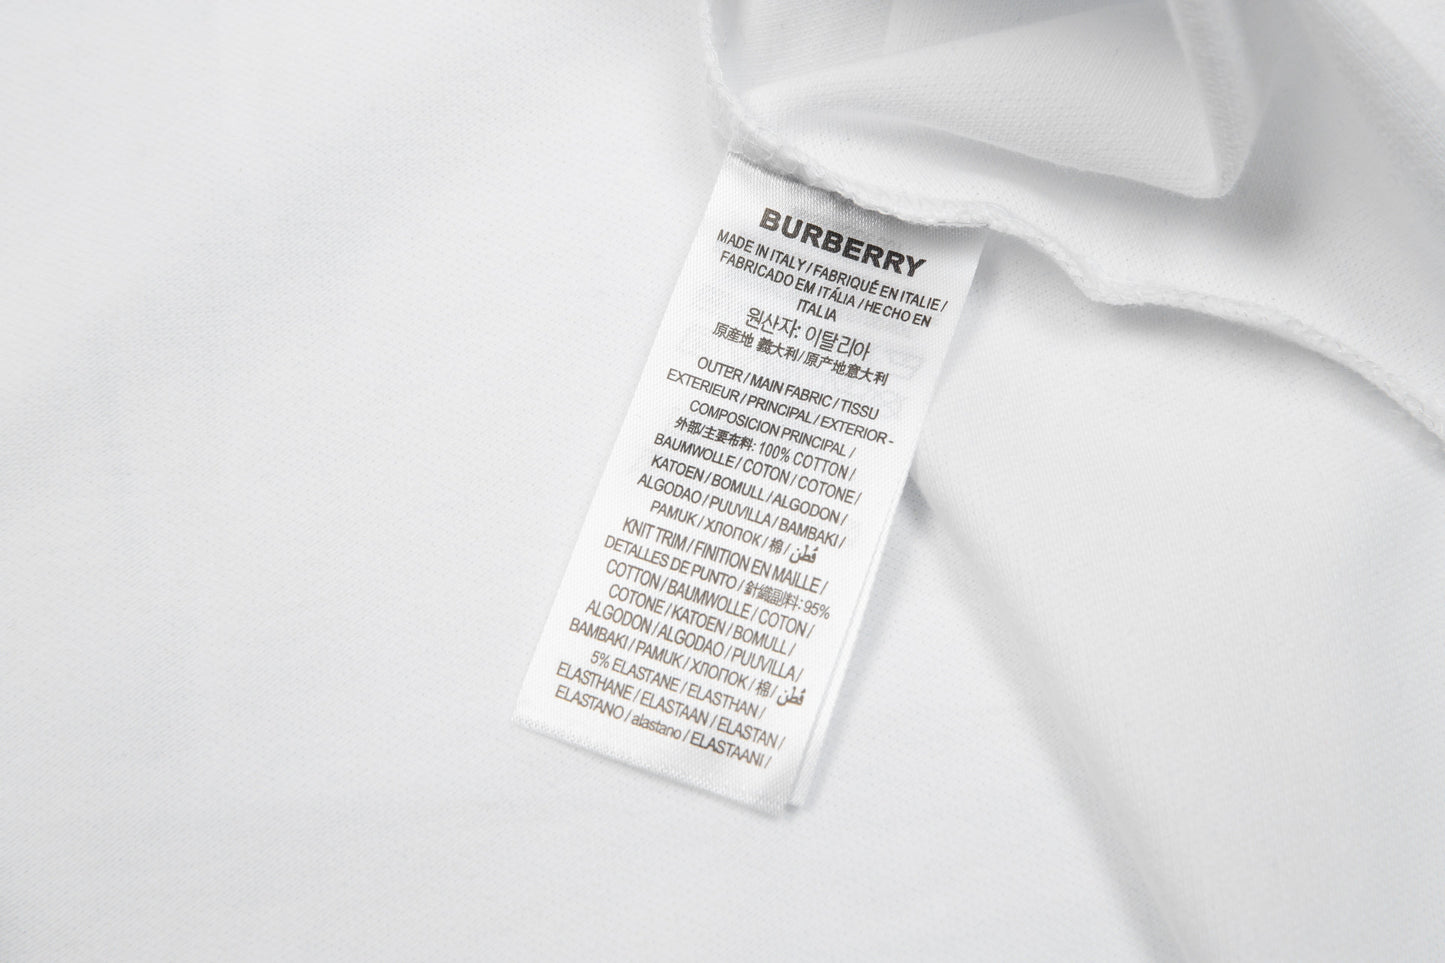 BURBERRY
MADE IN ITALY / FABRIQUÉ EN ITALIE /
FABRICADO EM ITÁLIA / HECHO EN
ITALIA
원산자: 이탈리아
原産地 義大利/原产地意大利
OUTER / MAIN FABRIC / TISSU
EXTERIEUR / PRINCIPAL / EXTERIOR -
COMPOSICION PRINCIPAL /
外部/主要布料: 100% COTTON /
BAUMWOLLE / COTON / COTONE /
KATOEN / BOMULL / ALGODON /
ALGODAO / PUUVILLA / BAMBAKI /
PAMUK / ХЛОПОК / 棉 / قُطن
KNIT TRIM / FINITION EN MAILLE /
DETALLES DE PUNTO / 針織副料: 95%
COTTON / BAUMWOLLE / COTON /
COTONE / KATOEN / BOMULL /
ALGODON / ALGODAO / PUUVILLA /
BAMBAKI / PAMUK / ХЛОПОК / 棉 / قُطن
5% ELASTANE / ELASTHAN /
ELASTHANE / ELASTAAN / ELASTAN /
ELASTANO / alastano / ELASTAANI /